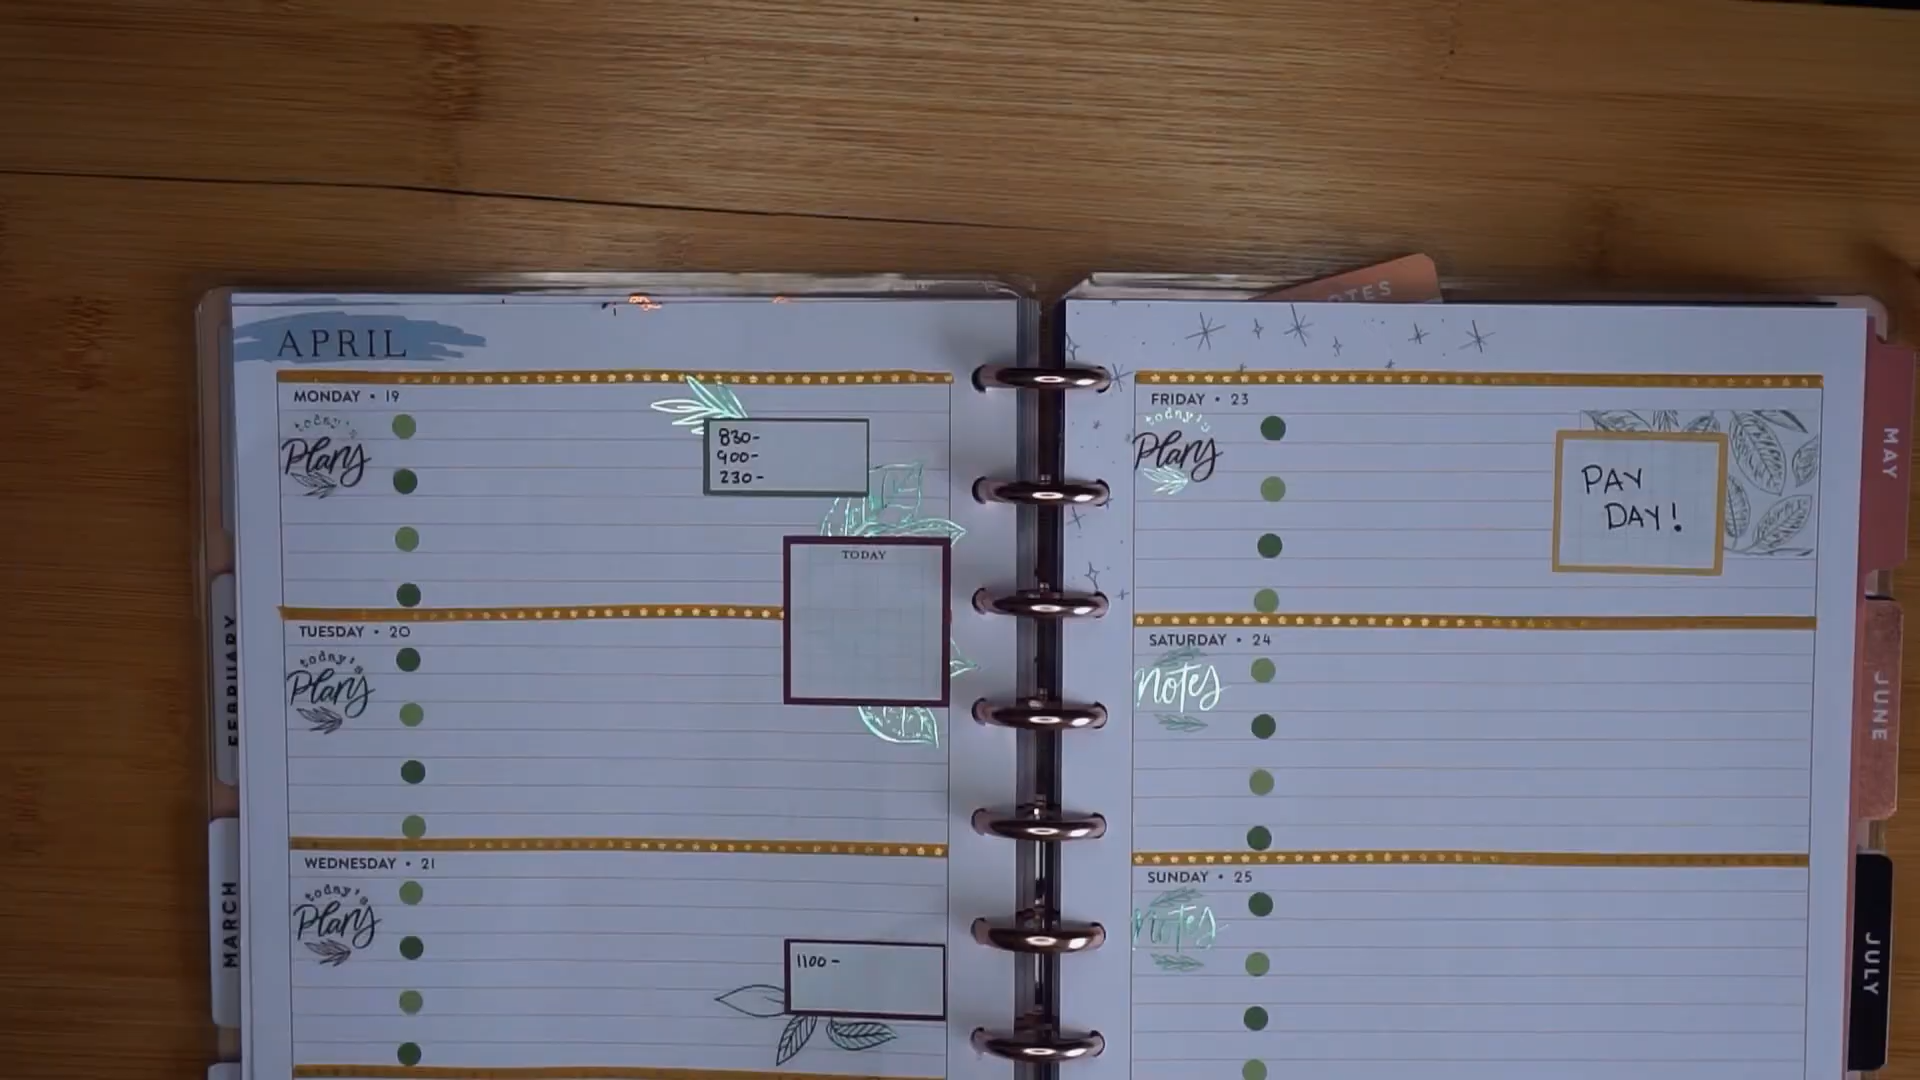 APRIL
MONDAY • 19
today's
Plans
830-
900-
230-
TODAY
TUESDAY • 20
today's
Plans
WEDNESDAY • 21
today's
Plans
1100-
FEBRUARY
MARCH
NOTES
FRIDAY • 23
today's
Plans
PAY
DAY!
SATURDAY • 24
notes
SUNDAY • 25
notes
MAY
JUNE
JULY